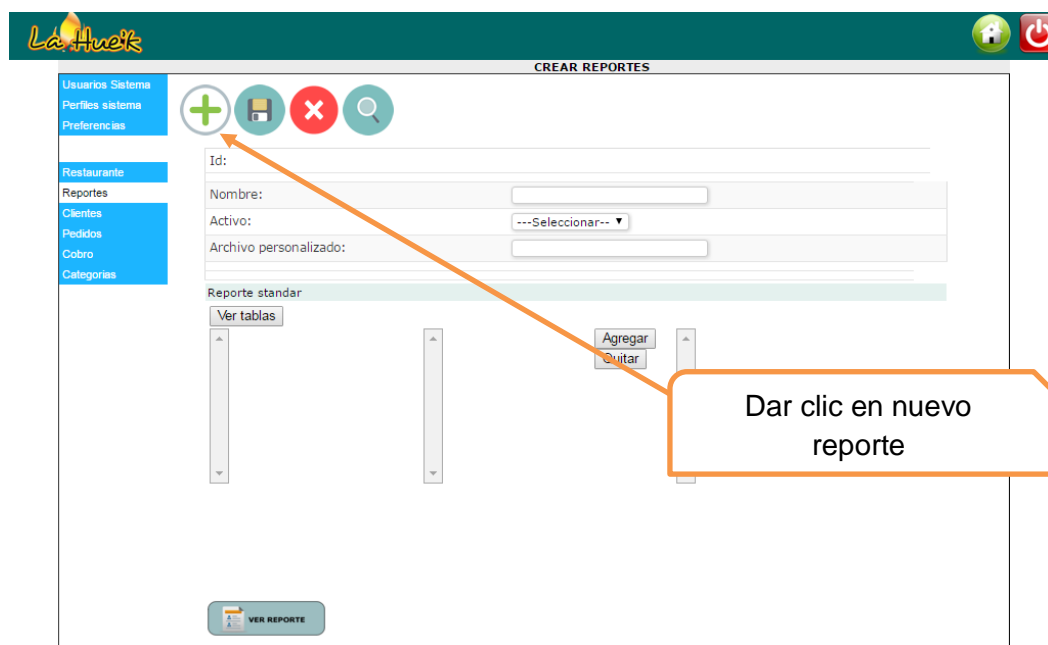 La Hueik
CREAR REPORTES
Usuarios Sistema
Perfiles sistema
Preferencias
Restaurante
Reportes
Clientes
Pedidos
Cobro
Categorias
Id:
Nombre:
Activo:
---Seleccionar--
Archivo personalizado:
Reporte standar
Ver tablas
Agregar
Quitar
Dar clic en nuevo
reporte
VER REPORTE